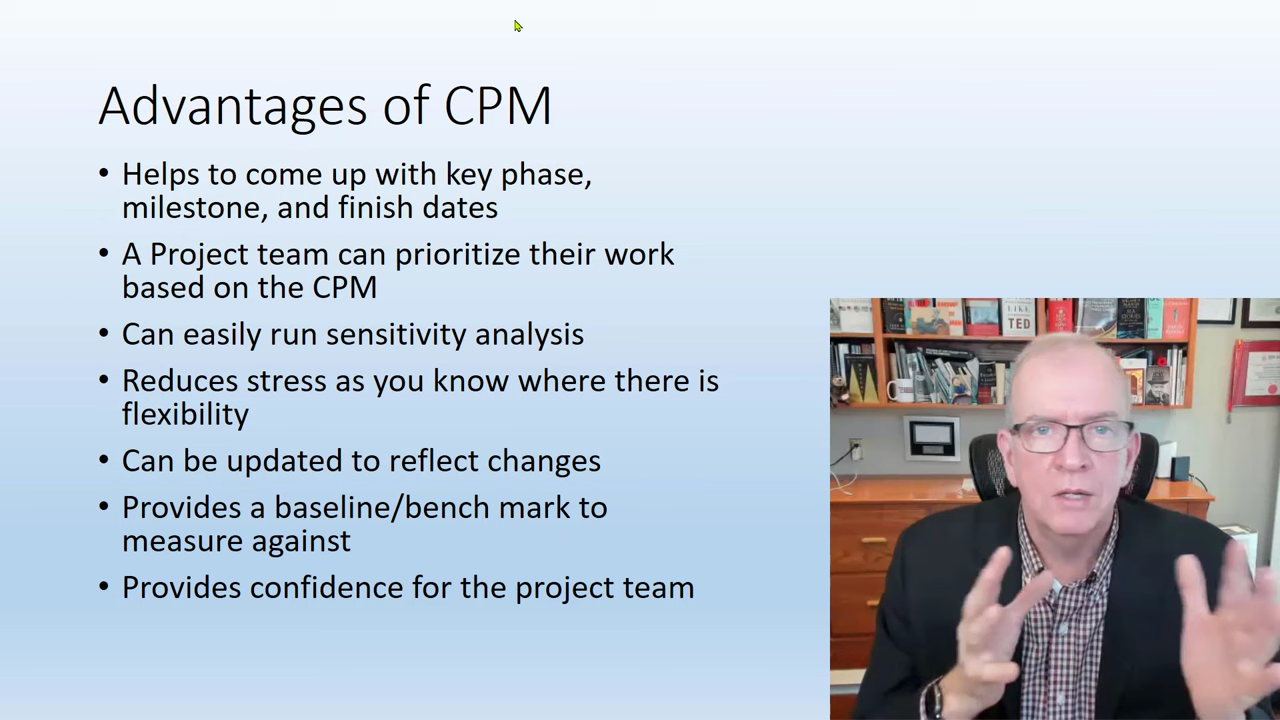 Advantages of CPM
• Helps to come up with key phase,
milestone, and finish dates
• A Project team can prioritize their work
based on the CPM
• Can easily run sensitivity analysis
• Reduces stress as you know where there is
flexibility
• Can be updated to reflect changes
• Provides a baseline/bench mark to
measure against
• Provides confidence for the project team
LIKE
TED